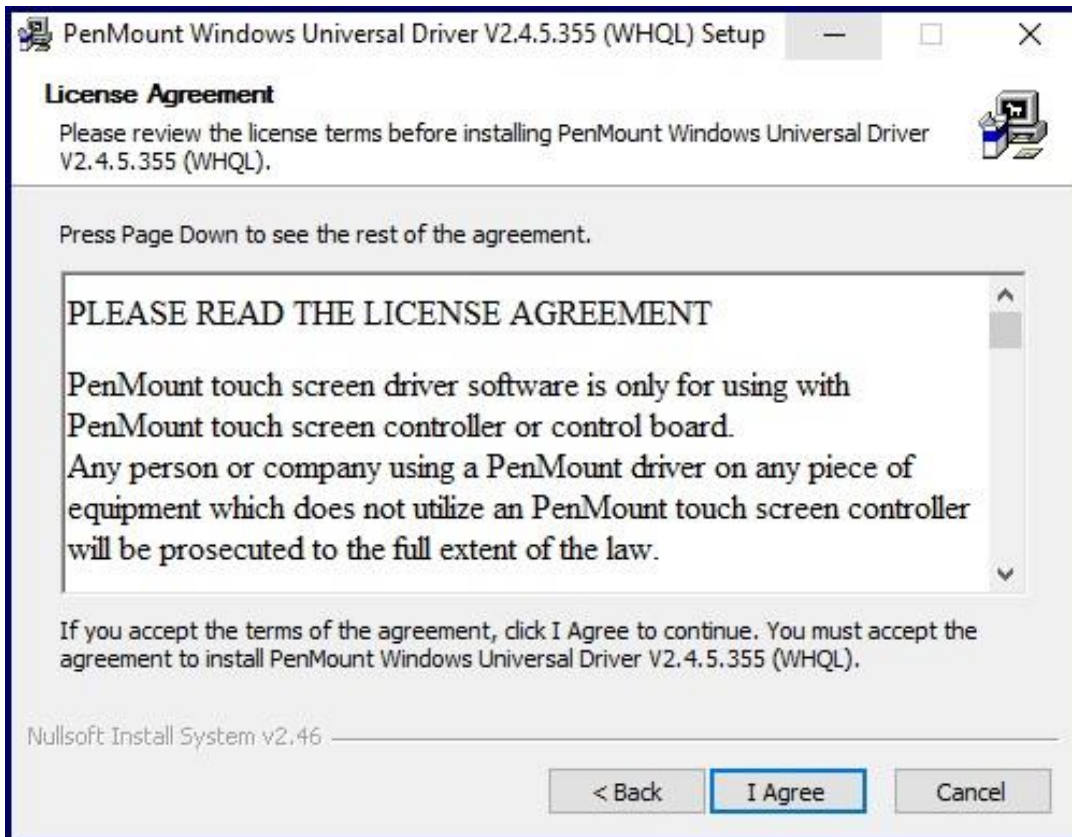 PenMount Windows Universal Driver V2.4.5.355 (WHQL) Setup
License Agreement
Please review the license terms before installing PenMount Windows Universal Driver
V2.4.5.355 (WHQL).
Press Page Down to see the rest of the agreement.
PLEASE READ THE LICENSE AGREEMENT
PenMount touch screen driver software is only for using with
PenMount touch screen controller or control board.
Any person or company using a PenMount driver on any piece of
equipment which does not utilize an PenMount touch screen controller
will be prosecuted to the full extent of the law.
If you accept the terms of the agreement, click I Agree to continue. You must accept the
agreement to install PenMount Windows Universal Driver V2.4.5.355 (WHQL).
Nullsoft Install System v2.46
< Back I Agree Cancel